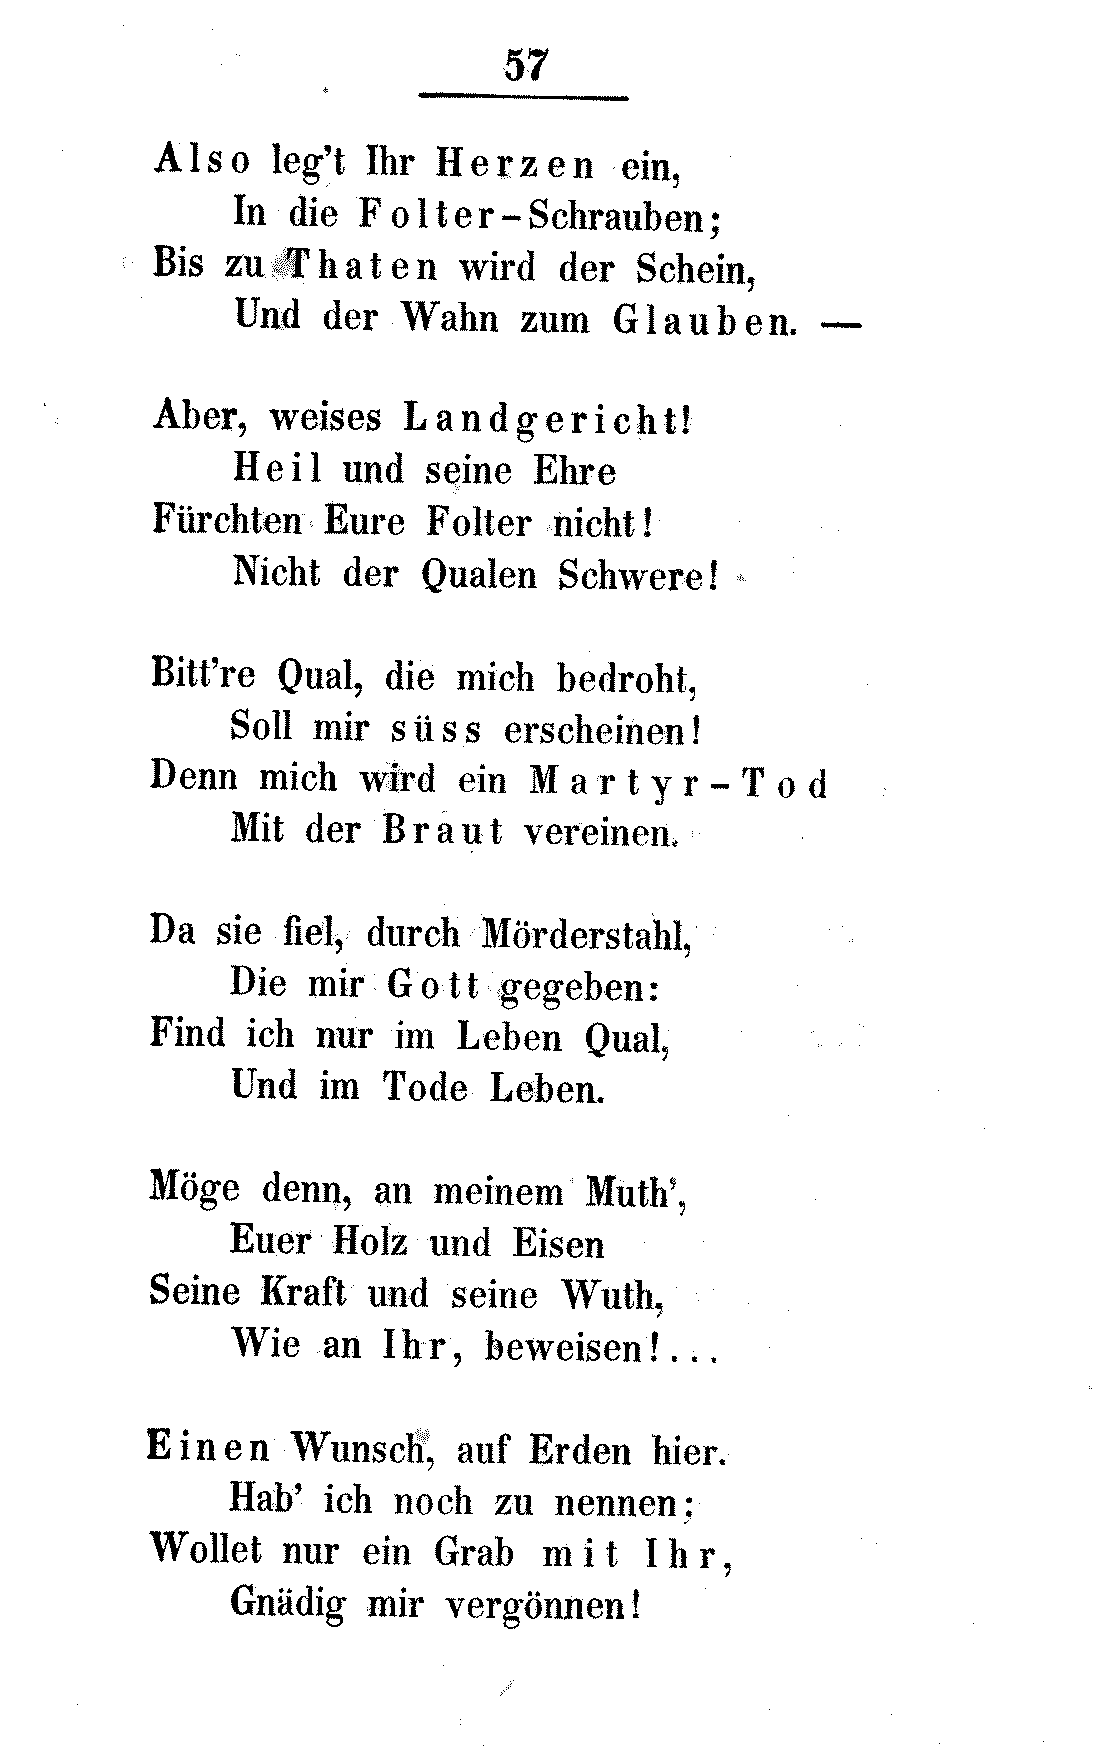 57
Also leg't Ihr Herzen ein,
In die Folter-Schrauben;
Bis zu Thaten wird der Schein,
Und der Wahn zum Glauben. —
Aber, weises Landgericht!
Heil und seine Ehre
Fürchten Eure Folter nicht!
Nicht der Qualen Schwere!
Bitt're Qual, die mich bedroht,
Soll mir süss erscheinen!
Denn mich wird ein Martyr-Tod
Mit der Braut vereinen.
Da sie fiel, durch Mörderstahl,
Die mir Gott gegeben:
Find ich nur im Leben Qual,
Und im Tode Leben.
Möge denn, an meinem Muth',
Euer Holz und Eisen
Seine Kraft und seine Wuth,
Wie an Ihr, beweisen!...
Einen Wunsch, auf Erden hier.
Hab' ich noch zu nennen;
Wollet nur ein Grab mit Ihr,
Gnädig mir vergönnen!